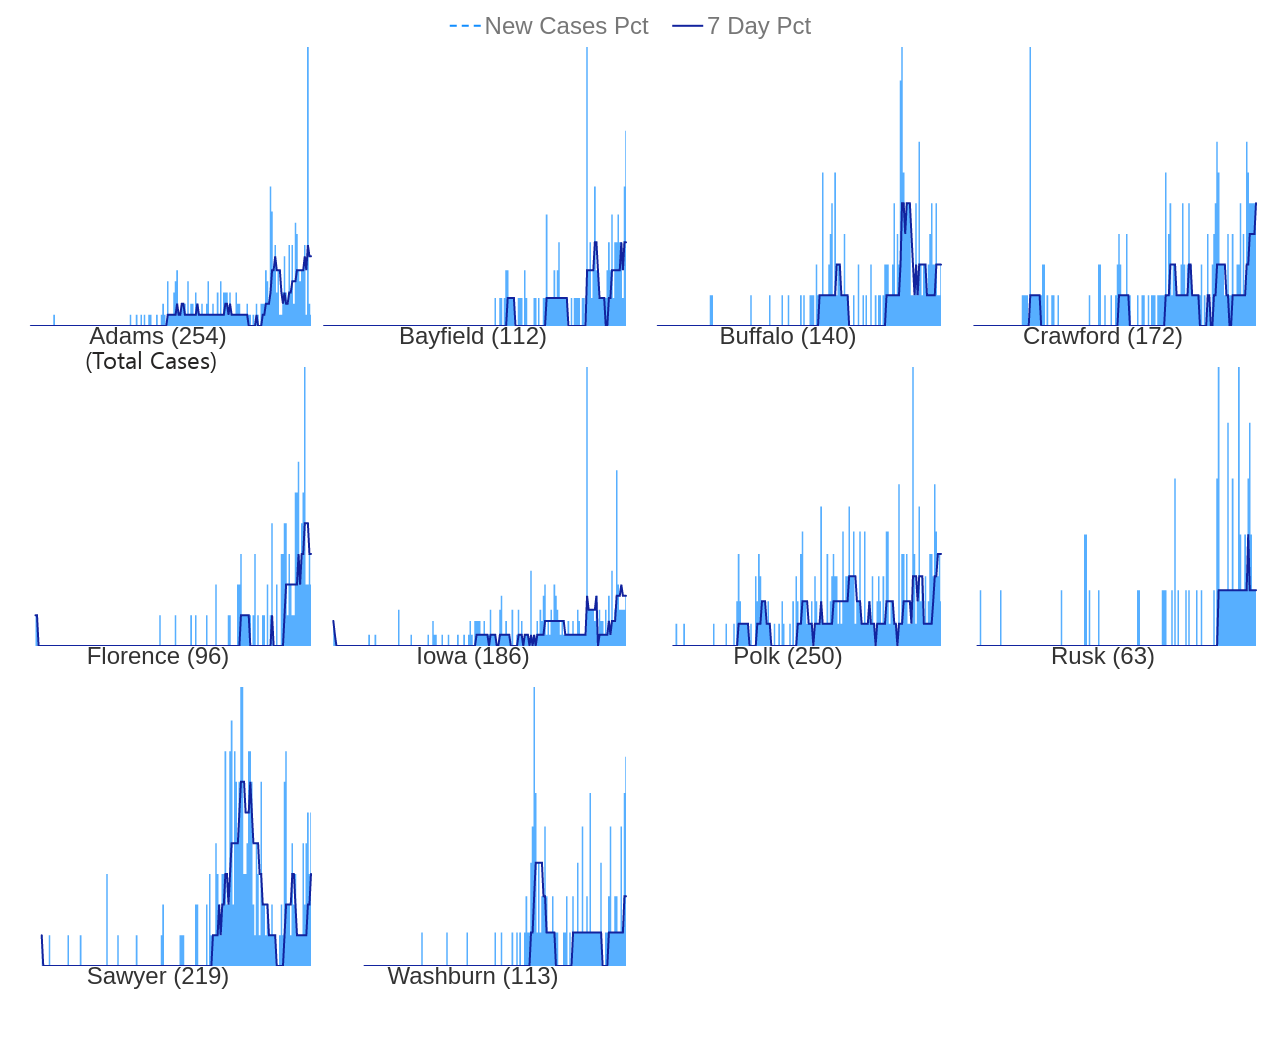 New Cases Pct 7 Day Pct
Adams (254) Bayfield (112) Buffalo (140) Crawford (172)
(Total Cases)
Florence (96) Iowa (186) Polk (250) Rusk (63)
Sawyer (219) Washburn (113)